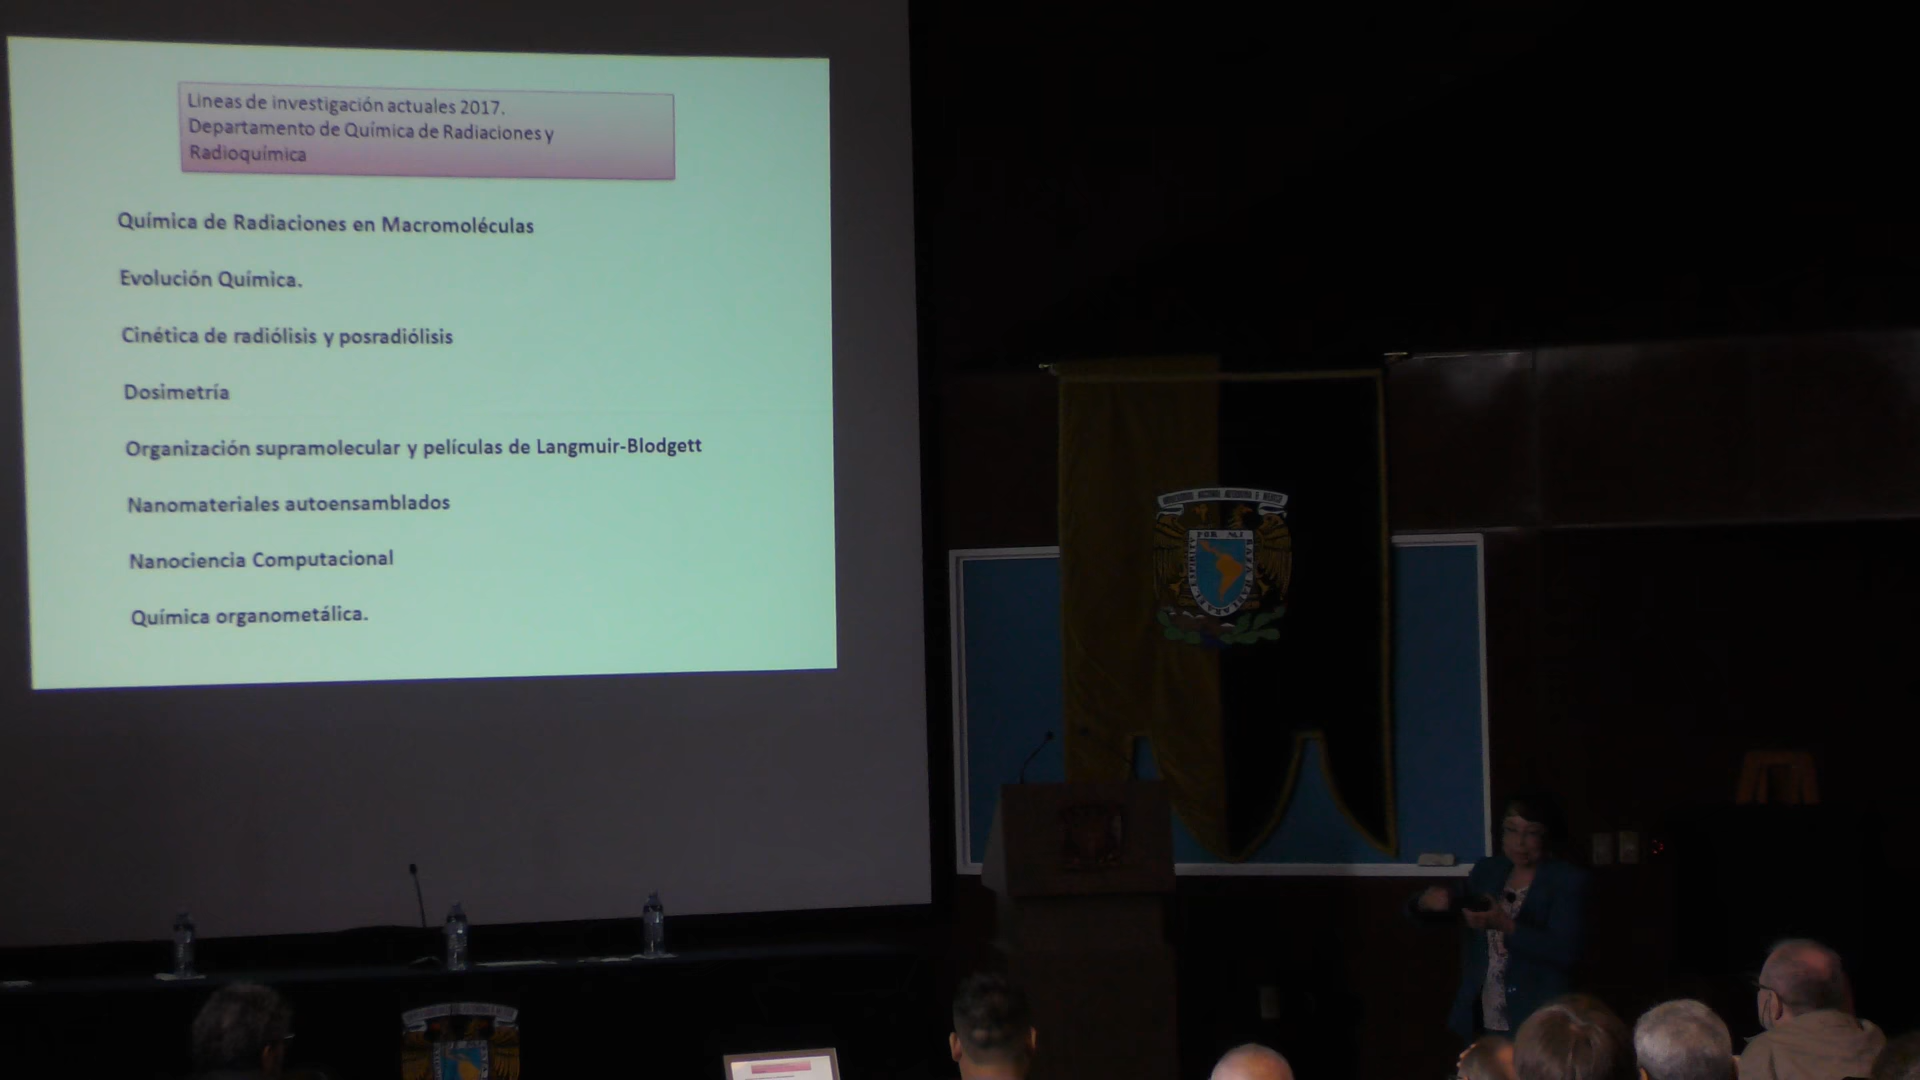 Lineas de investigación actuales 2017.
Departamento de Química de Radiaciones y
Radioquímica
Química de Radiaciones en Macromoléculas
Evolución Química.
Cinética de radiólisis y posradiólisis
Dosimetría
Organización supramolecular y películas de Langmuir-Blodgett
Nanomateriales autoensamblados
Nanociencia Computacional
Química organometálica.